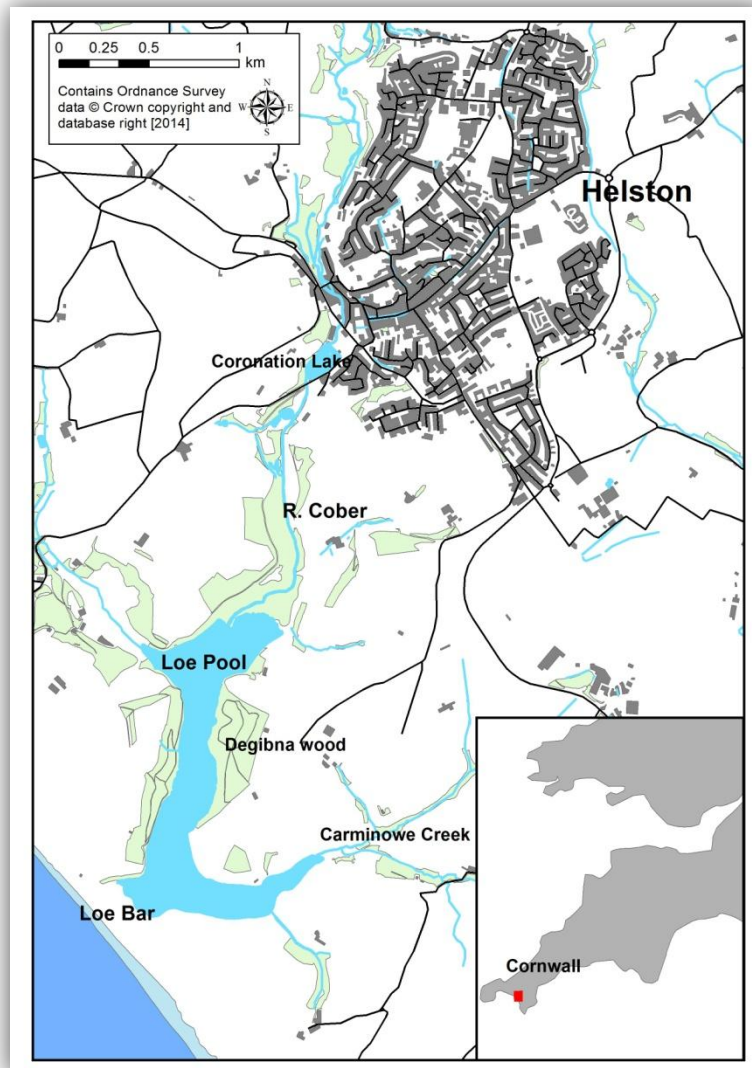 0 0.25 0.5 1
km
Contains Ordnance Survey
data © Crown copyright and
database right [2014]
N
W E
S
Helston
Coronation Lake
R. Cober
Loe Pool
Degibna wood
Carminowe Creek
Loe Bar
Cornwall